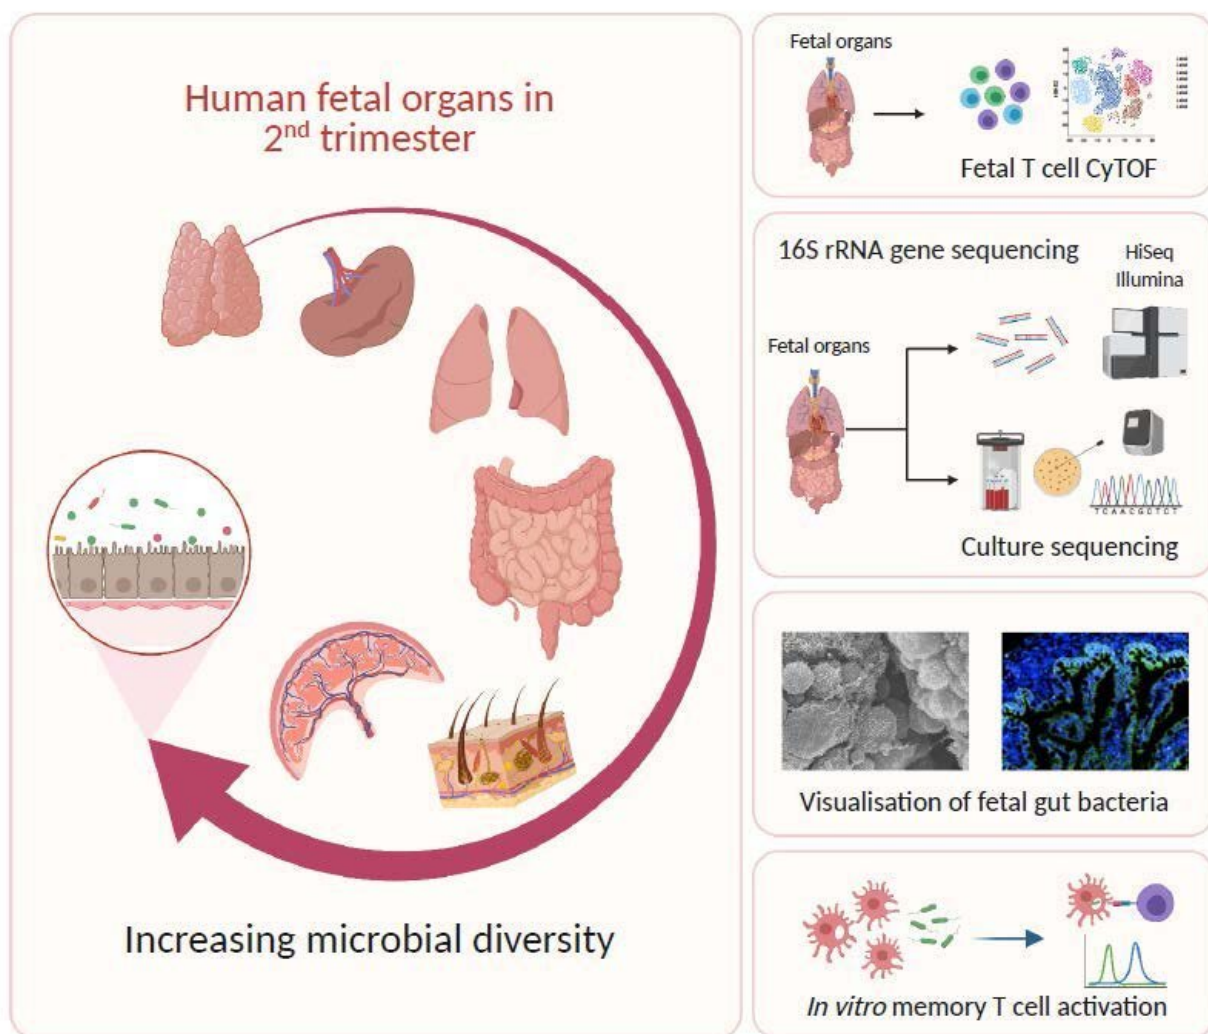 Human fetal organs in
2nd trimester
Increasing microbial diversity
Fetal organs
Fetal T cell CyTOF
16S rRNA gene sequencing
HiSeq
Illumina
Fetal organs
TCAACGCTCT
Culture sequencing
Visualisation of fetal gut bacteria
In vitro memory T cell activation